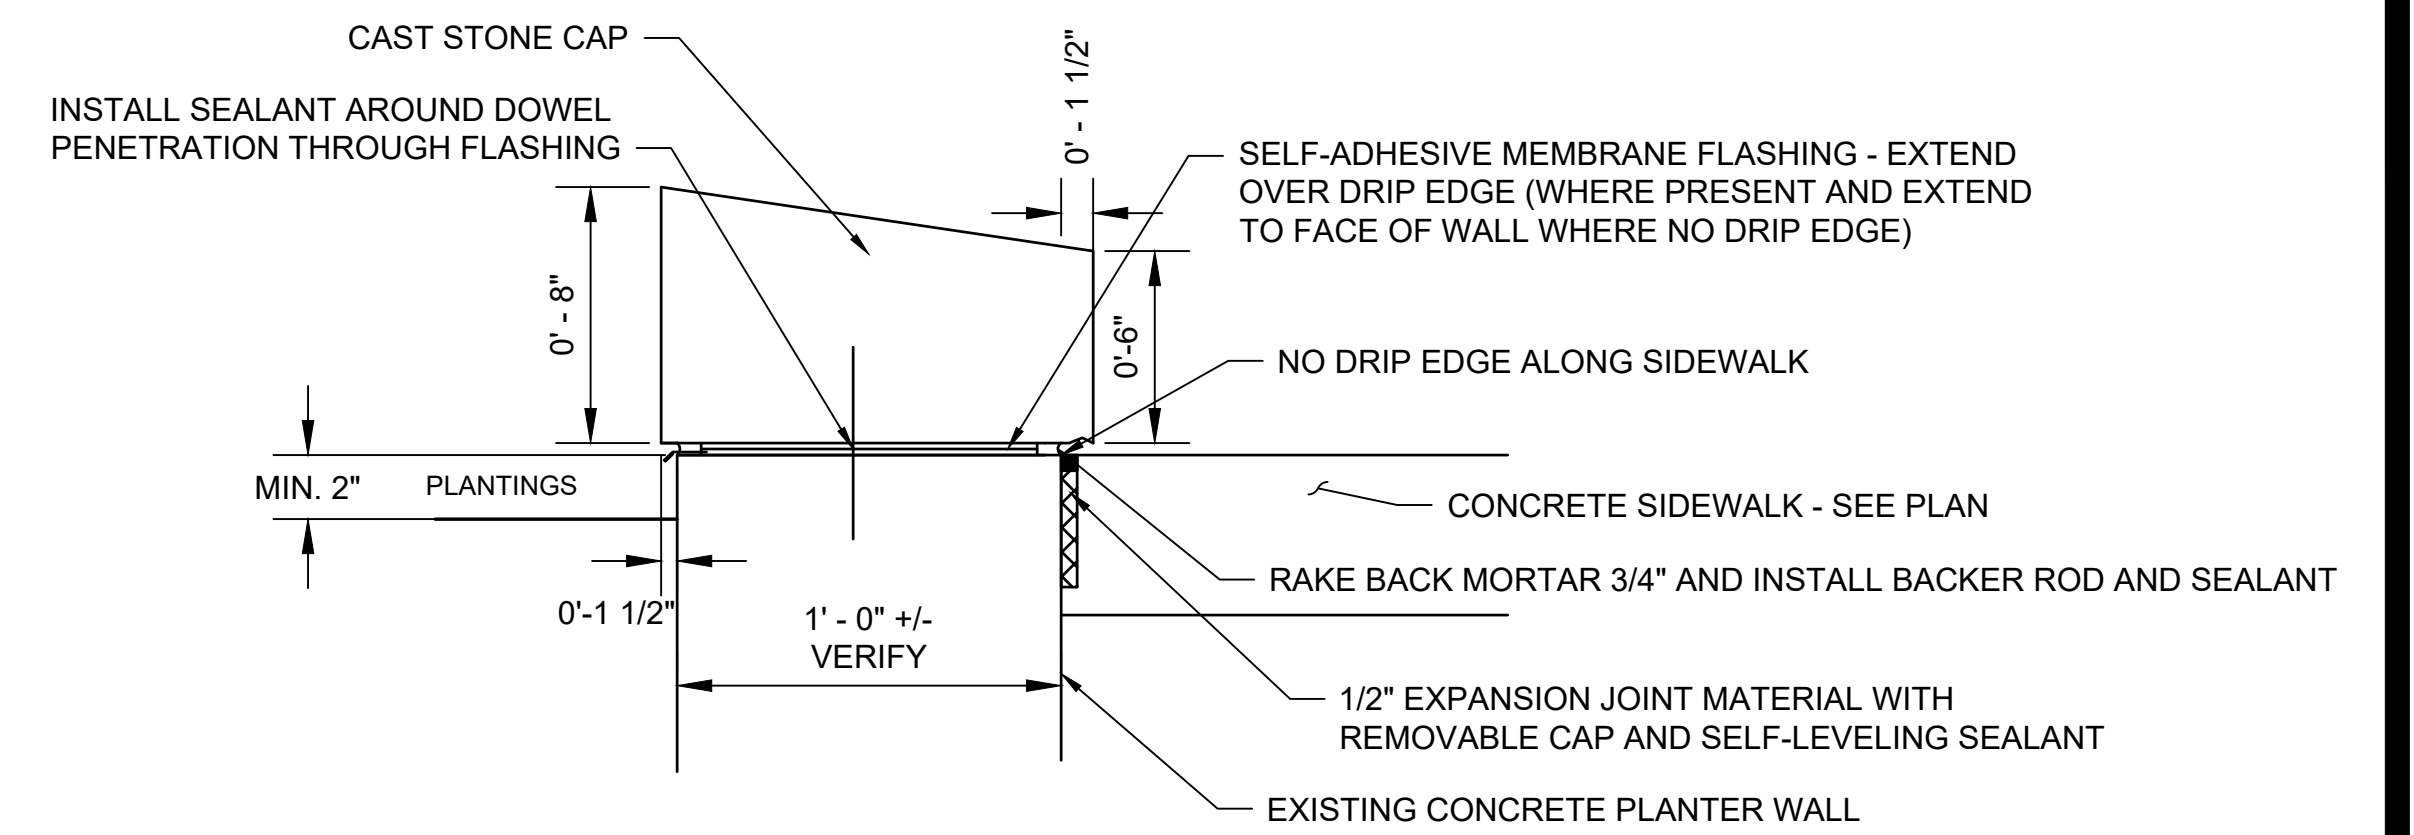 CAST STONE CAP
INSTALL SEALANT AROUND DOWEL
PENETRATION THROUGH FLASHING
0' - 1 1/2"
SELF-ADHESIVE MEMBRANE FLASHING - EXTEND
OVER DRIP EDGE (WHERE PRESENT AND EXTEND
TO FACE OF WALL WHERE NO DRIP EDGE)
0' - 8"
0'-6"
NO DRIP EDGE ALONG SIDEWALK
MIN. 2"
PLANTINGS
CONCRETE SIDEWALK - SEE PLAN
RAKE BACK MORTAR 3/4" AND INSTALL BACKER ROD AND SEALANT
0'-1 1/2"
1' - 0" +/-
VERIFY
1/2" EXPANSION JOINT MATERIAL WITH
REMOVABLE CAP AND SELF-LEVELING SEALANT
EXISTING CONCRETE PLANTER WALL